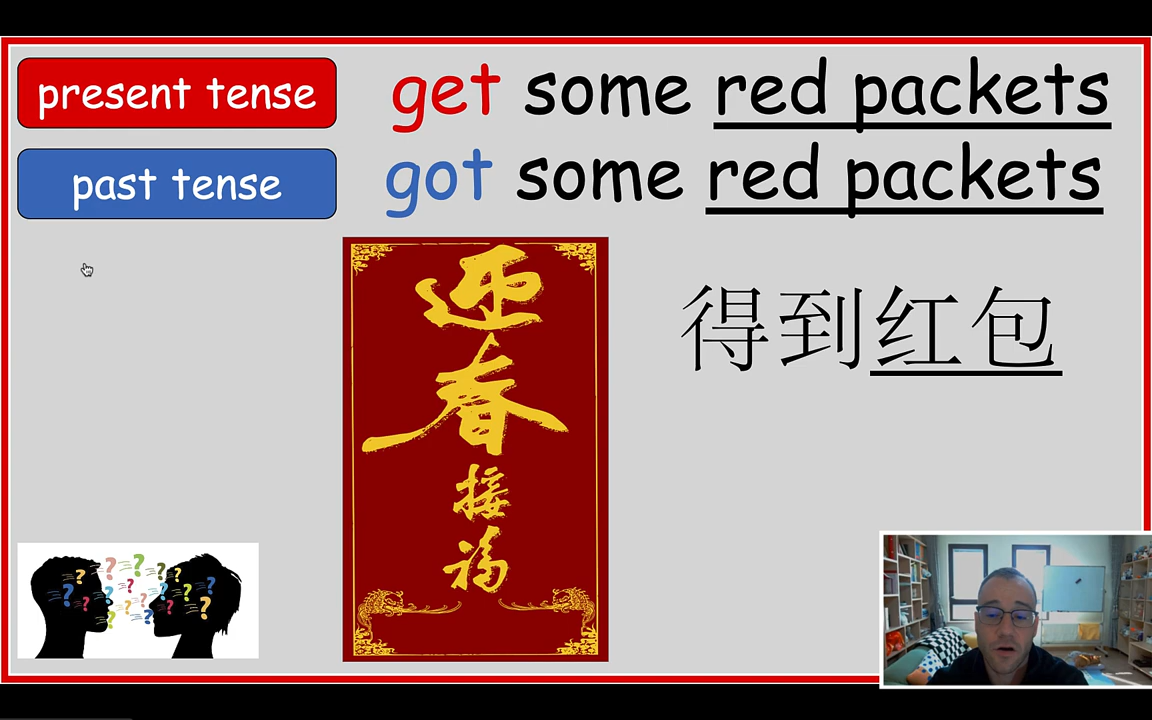 present tense
get some red packets
past tense
got some red packets
迎春
接福
得到红包